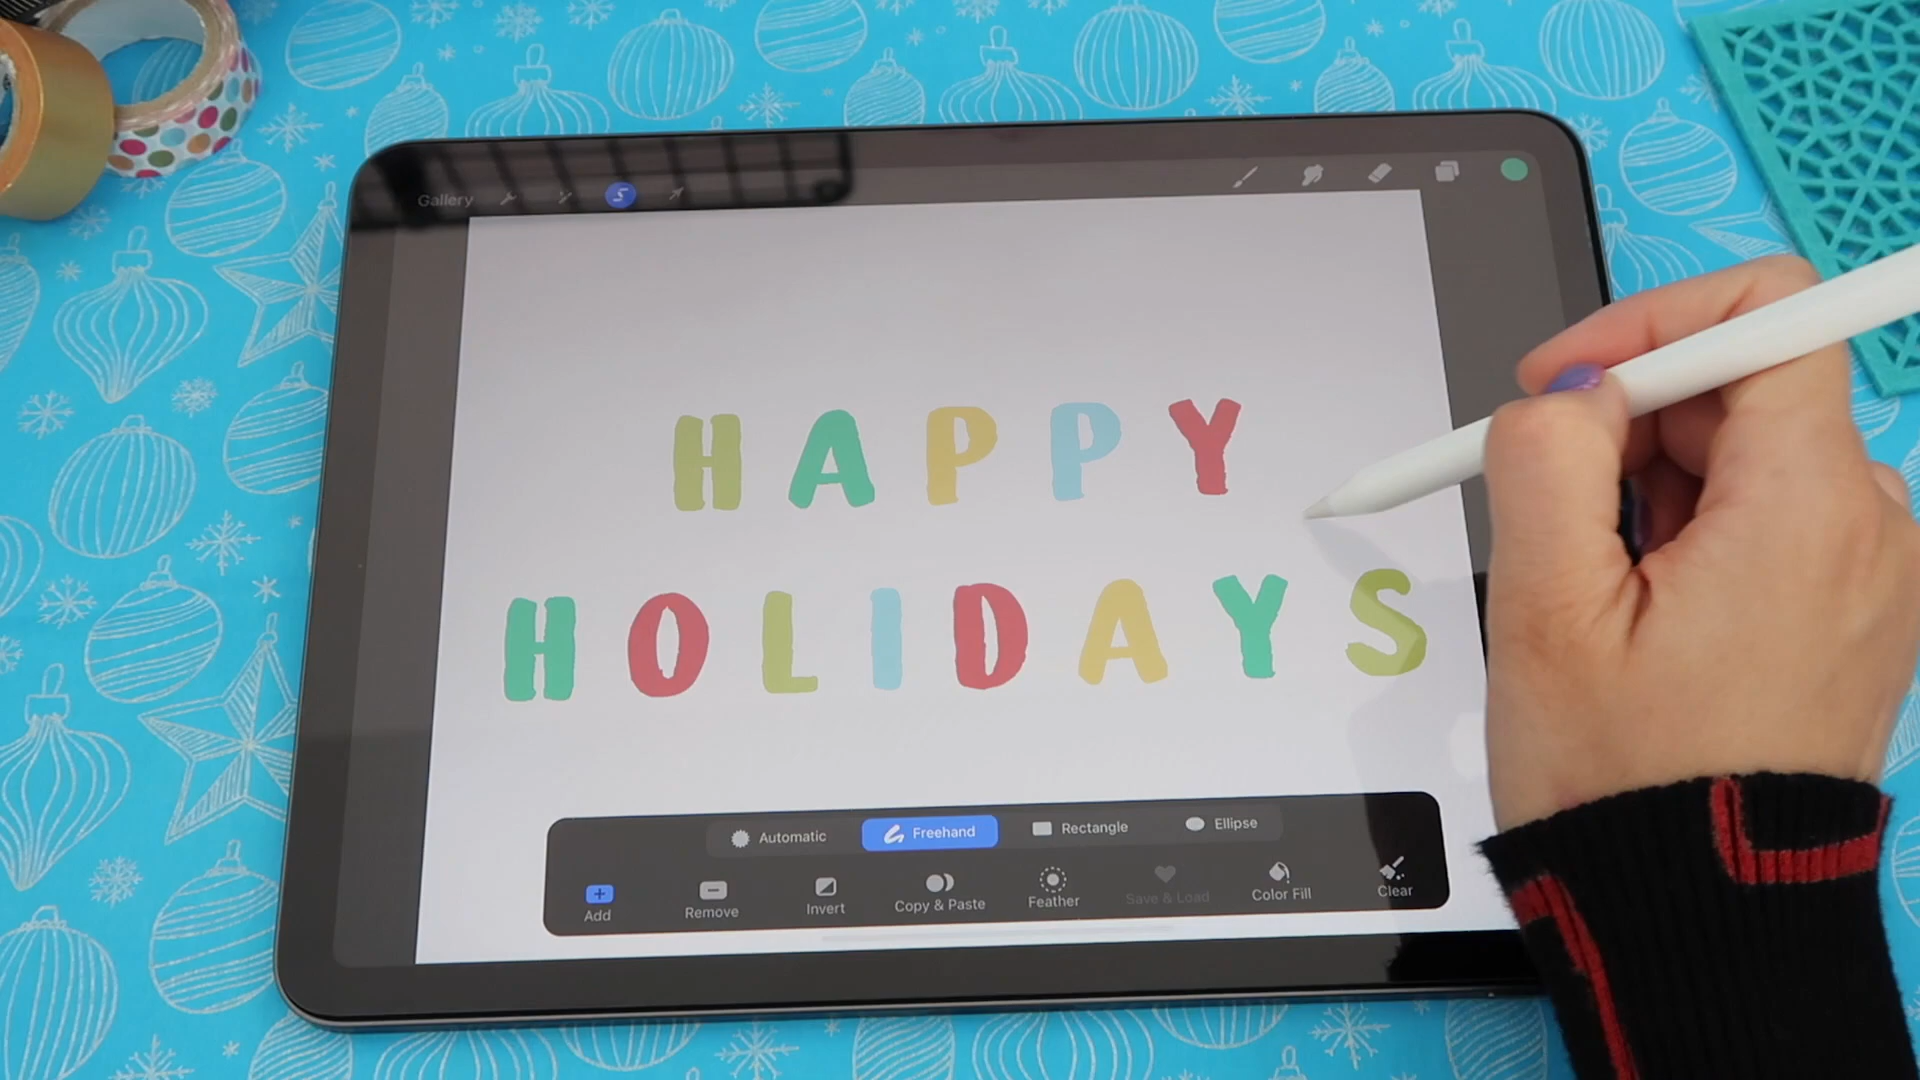 Gallery
HAPPY
HOLIDAYS
Automatic Freehand Rectangle Ellipse
Add Remove Invert Copy & Paste Feather Save & Load Color Fill Clear